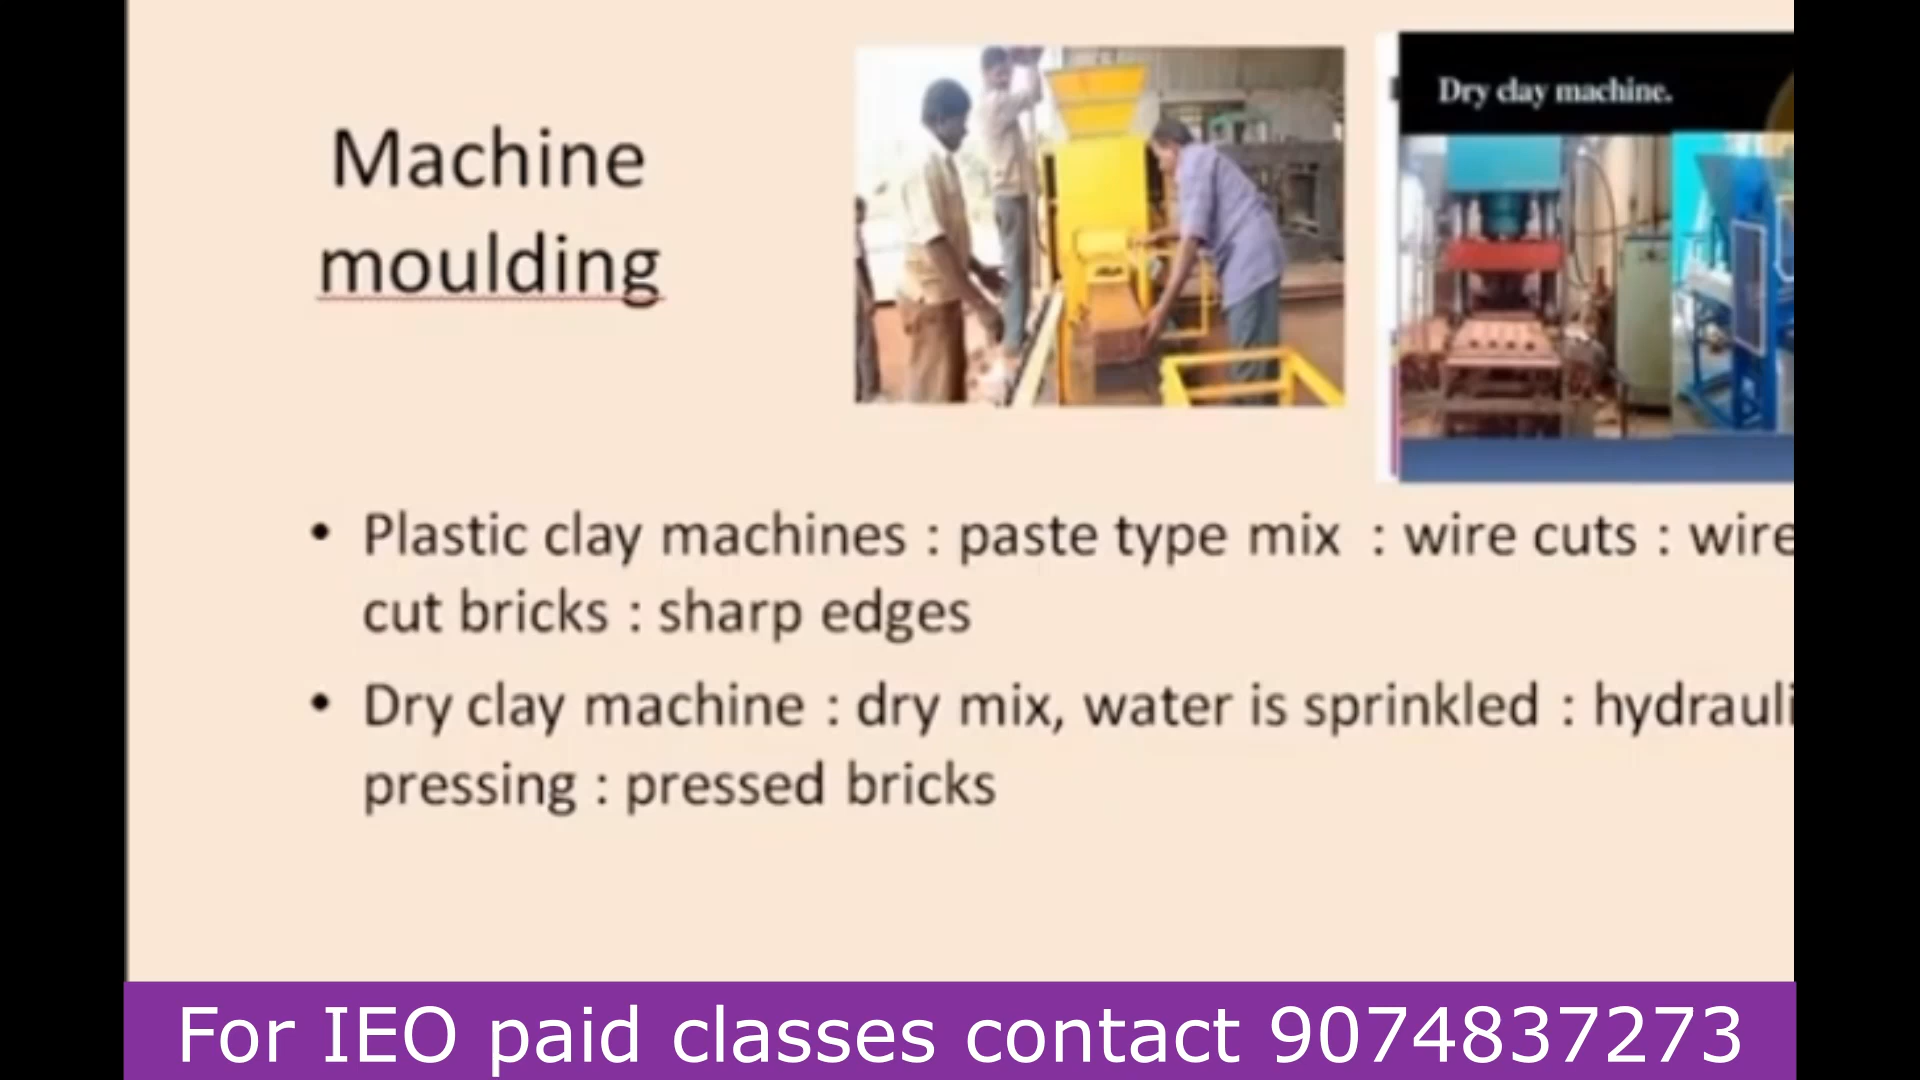 Machine
moulding
Dry clay machine.
• Plastic clay machines : paste type mix : wire cuts : wire
cut bricks : sharp edges
• Dry clay machine : dry mix, water is sprinkled : hydrauli
pressing : pressed bricks
For IEO paid classes contact 9074837273